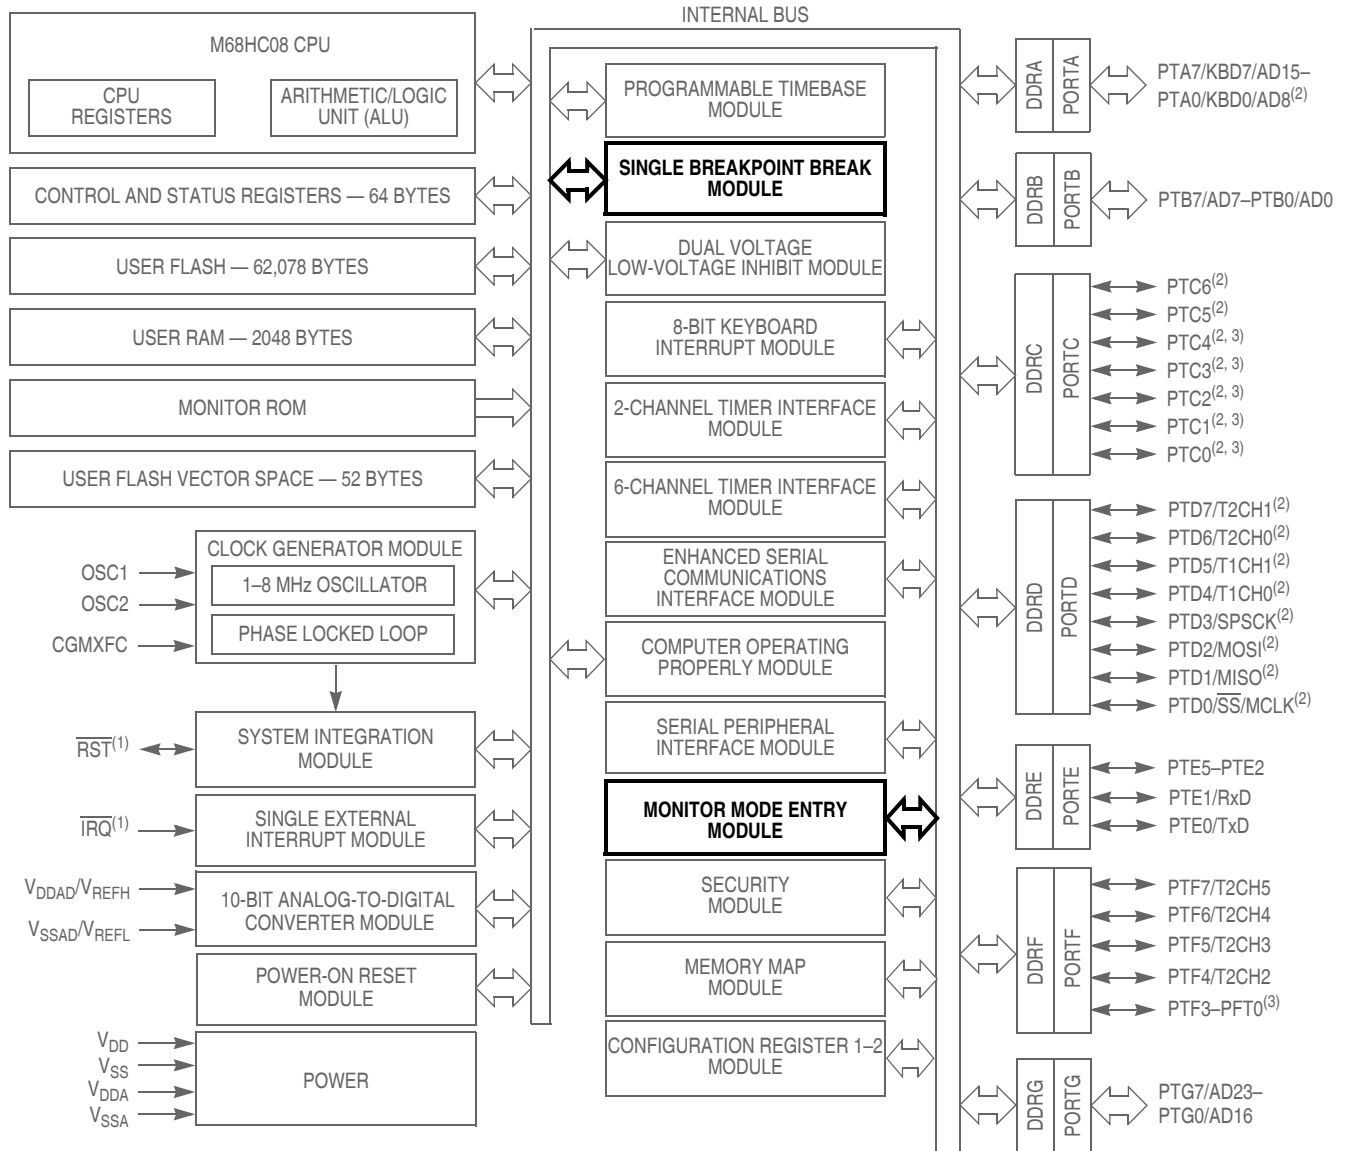 INTERNAL BUS
M68HC08 CPU
CPU
REGISTERS
ARITHMETIC/LOGIC
UNIT (ALU)
CONTROL AND STATUS REGISTERS — 64 BYTES
USER FLASH — 62,078 BYTES
USER RAM — 2048 BYTES
MONITOR ROM
USER FLASH VECTOR SPACE — 52 BYTES
OSC1
OSC2
CGMXFC
CLOCK GENERATOR MODULE
1–8 MHz OSCILLATOR
PHASE LOCKED LOOP
RST(1)
SYSTEM INTEGRATION
MODULE
IRQ(1)
SINGLE EXTERNAL
INTERRUPT MODULE
VDDAD/VREFH
VSSAD/VREFL
10-BIT ANALOG-TO-DIGITAL
CONVERTER MODULE
POWER-ON RESET
MODULE
VDD
VSS
VDDA
VSSA
POWER
PROGRAMMABLE TIMEBASE
MODULE
SINGLE BREAKPOINT BREAK
MODULE
DUAL VOLTAGE
LOW-VOLTAGE INHIBIT MODULE
8-BIT KEYBOARD
INTERRUPT MODULE
2-CHANNEL TIMER INTERFACE
MODULE
6-CHANNEL TIMER INTERFACE
MODULE
ENHANCED SERIAL
COMMUNICATIONS
INTERFACE MODULE
COMPUTER OPERATING
PROPERLY MODULE
SERIAL PERIPHERAL
INTERFACE MODULE
MONITOR MODE ENTRY
MODULE
SECURITY
MODULE
MEMORY MAP
MODULE
CONFIGURATION REGISTER 1–2
MODULE
DDRA
PORTA
PTA7/KBD7/AD15–
PTA0/KBD0/AD8(2)
DDRB
PORTB
PTB7/AD7–PTB0/AD0
DDRC
PORTC
PTC6(2)
PTC5(2)
PTC4(2, 3)
PTC3(2, 3)
PTC2(2, 3)
PTC1(2, 3)
PTC0(2, 3)
DDRD
PORTD
PTD7/T2CH1(2)
PTD6/T2CH0(2)
PTD5/T1CH1(2)
PTD4/T1CH0(2)
PTD3/SPSCK(2)
PTD2/MOSI(2)
PTD1/MISO(2)
PTD0/SS/MCLK(2)
DDRE
PORTE
PTE5–PTE2
PTE1/RxD
PTE0/TxD
DDRF
PORTF
PTF7/T2CH5
PTF6/T2CH4
PTF5/T2CH3
PTF4/T2CH2
PTF3–PFT0(3)
DDRG
PORTG
PTG7/AD23–
PTG0/AD16